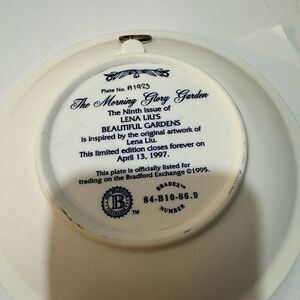 Plate No. A1923
The Morning Glory Garden
The Ninth issue of
LENA LIU'S
BEAUTIFUL GARDENS
is inspired by the original artwork of
Lena Liu.
This limited edition closes forever on
April 13, 1997.
This plate is officially listed for
trading on the Bradford Exchange ©1995.
B
TM
BRADEX™
84-B10-86.9
NUMBER